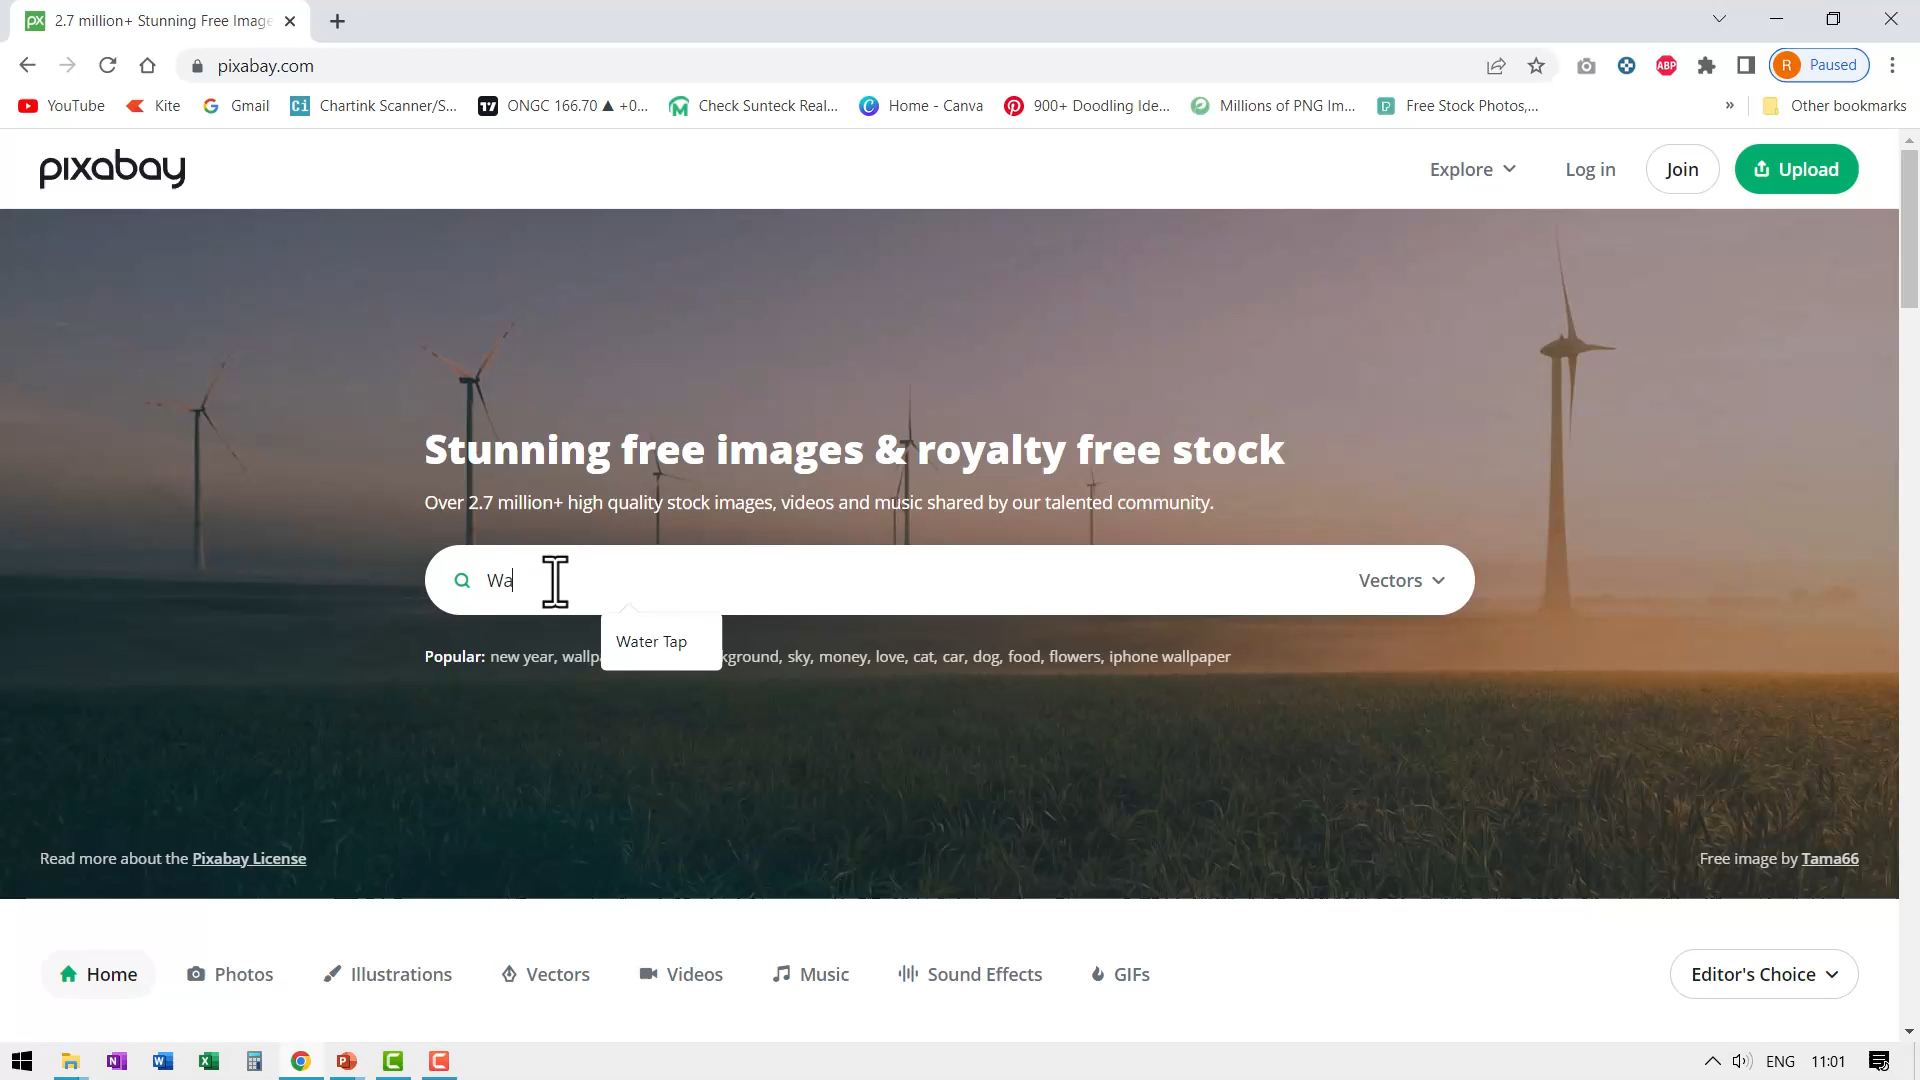 px 2.7 million+ Stunning Free Image
pixabay.com
ABP R Paused
YouTube Kite Gmail Ci Chartink Scanner/S... ONGC 166.70 ▲ +0... Check Sunteck Real... Home - Canva 900+ Doodling Ide... Millions of PNG Im... Free Stock Photos,... » Other bookmarks
pixabay Explore Log in Join Upload
Stunning free images & royalty free stock
Over 2.7 million+ high quality stock images, videos and music shared by our talented community.
Wa Vectors
Water Tap
Popular: new year, wallp kground, sky, money, love, cat, car, dog, food, flowers, iphone wallpaper
Read more about the Pixabay License Free image by Tama66
Home Photos Illustrations Vectors Videos Music Sound Effects GIFs Editor's Choice
ENG 11:01